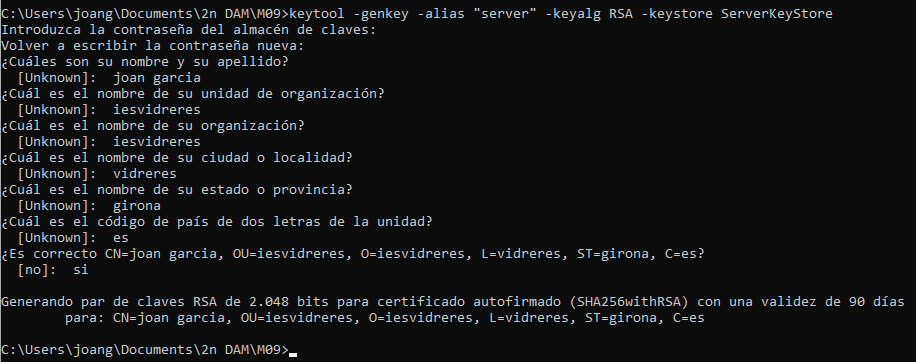 C:\Users\joang\Documents\2n DAM\M09>keytool -genkey -alias "server" -keyalg RSA -keystore ServerKeyStore
Introduzca la contraseña del almacén de claves:
Volver a escribir la contraseña nueva:
¿Cuáles son su nombre y su apellido?
  [Unknown]:  joan garcia
¿Cuál es el nombre de su unidad de organización?
  [Unknown]:  iesvidreres
¿Cuál es el nombre de su organización?
  [Unknown]:  iesvidreres
¿Cuál es el nombre de su ciudad o localidad?
  [Unknown]:  vidreres
¿Cuál es el nombre de su estado o provincia?
  [Unknown]:  girona
¿Cuál es el código de país de dos letras de la unidad?
  [Unknown]:  es
¿Es correcto CN=joan garcia, OU=iesvidreres, O=iesvidreres, L=vidreres, ST=girona, C=es?
  [no]:  si
Generando par de claves RSA de 2.048 bits para certificado autofirmado (SHA256withRSA) con una validez de 90 días
        para: CN=joan garcia, OU=iesvidreres, O=iesvidreres, L=vidreres, ST=girona, C=es
C:\Users\joang\Documents\2n DAM\M09>